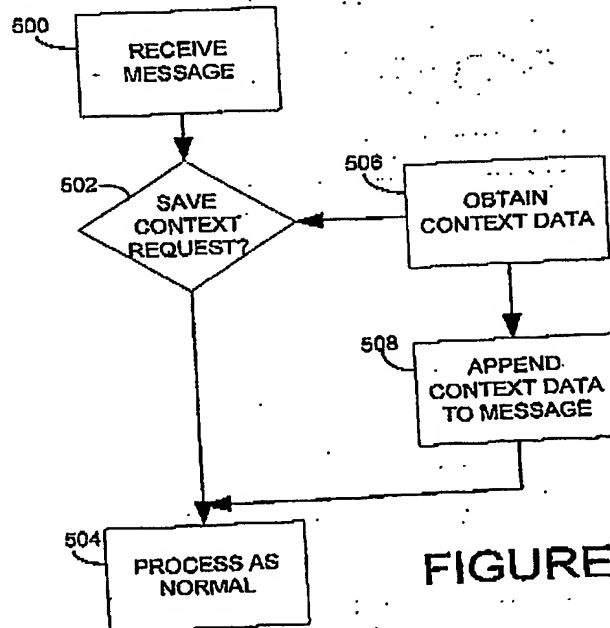 500
RECEIVE
MESSAGE
502
SAVE
CONTEXT
REQUEST?
506
OBTAIN
CONTEXT DATA
508
APPEND
CONTEXT DATA
TO MESSAGE
504
PROCESS AS
NORMAL
FIGURE